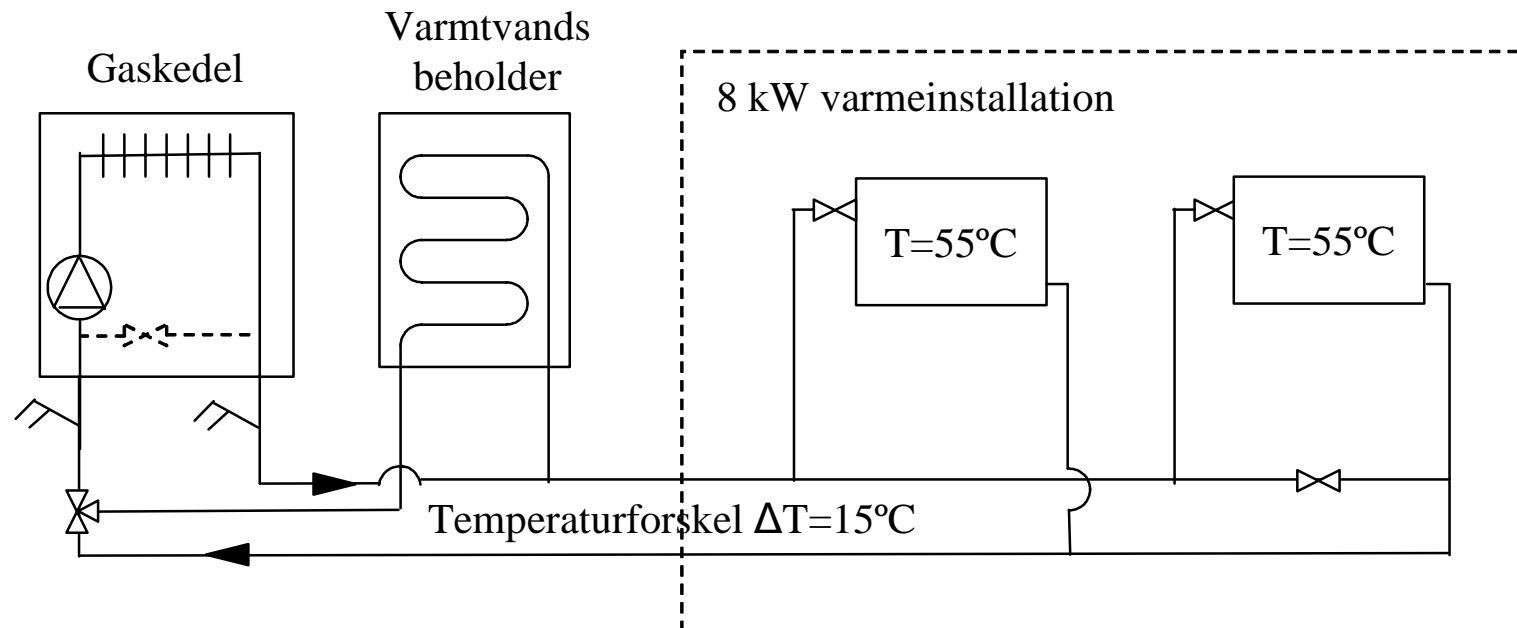 Gaskedel
Varmtvands
beholder
8 kW varmeinstallation
T=55ºC
T=55ºC
Temperaturforskel ΔT=15ºC